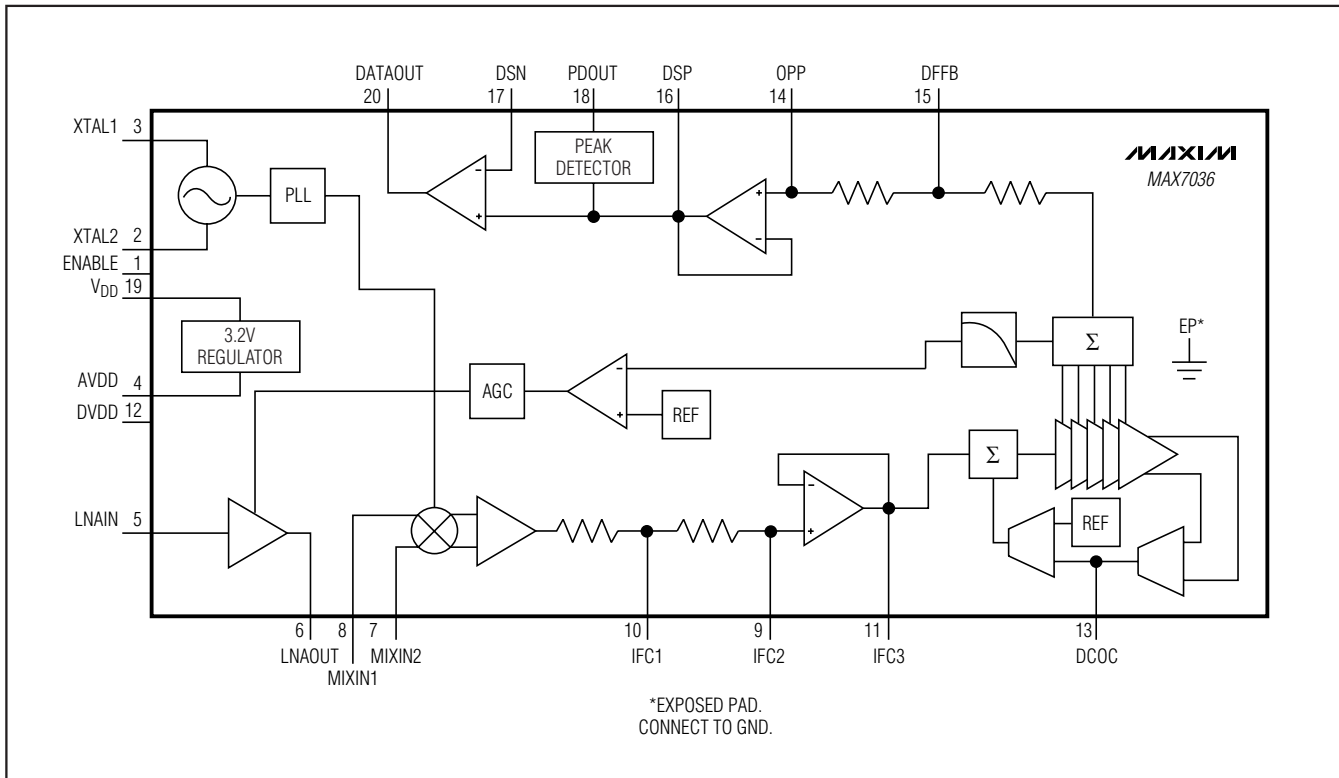 DATAOUT DSN PDOUT DSP OPP DFFB
20 17 18 16 14 15
XTAL1 3
MAXIM
MAX7036
PEAK
DETECTOR
-
+
+
-
PLL
XTAL2 2
ENABLE 1
VDD 19
3.2V
REGULATOR
Σ
EP*
AVDD 4
DVDD 12
AGC
-
+
REF
Σ
LNAIN 5
-
+
REF
6 8 7 10 9 11 13
LNAOUT MIXIN2 IFC1 IFC2 IFC3 DCOC
MIXIN1
*EXPOSED PAD.
CONNECT TO GND.